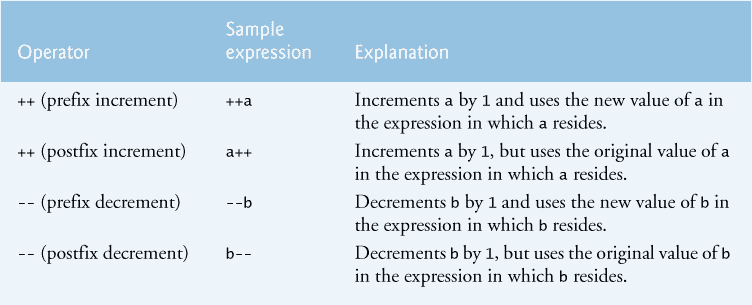 Operator Sample expression Explanation
++ (prefix increment) ++a Increments a by 1 and uses the new value of a in
the expression in which a resides.
++ (postfix increment) a++ Increments a by 1, but uses the original value of a
in the expression in which a resides.
-- (prefix decrement) --b Decrements b by 1 and uses the new value of b in
the expression in which b resides.
-- (postfix decrement) b-- Decrements b by 1, but uses the original value of b
in the expression in which b resides.